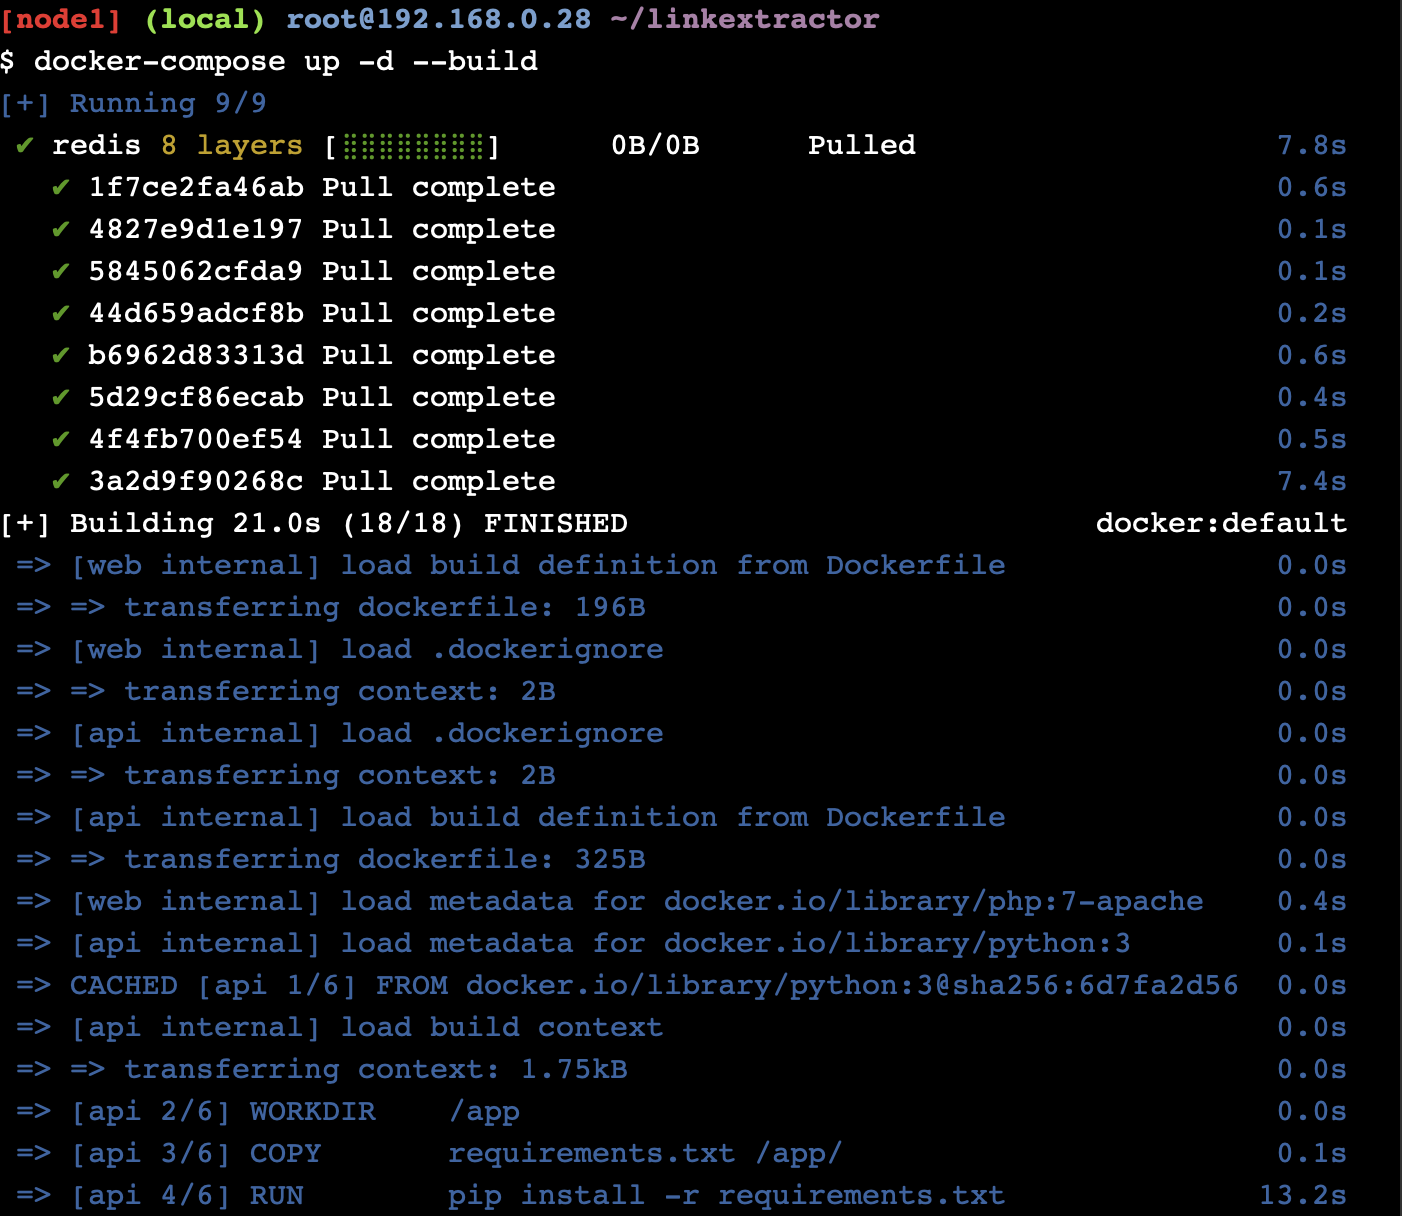 [node1] (local) root@192.168.0.28 ~/linkextractor
$ docker-compose up -d --build
[+] Running 9/9
✔ redis 8 layers [⣿⣿⣿⣿⣿⣿⣿⣿] 0B/0B Pulled 7.8s
✔ 1f7ce2fa46ab Pull complete 0.6s
✔ 4827e9d1e197 Pull complete 0.1s
✔ 5845062cfda9 Pull complete 0.1s
✔ 44d659adcf8b Pull complete 0.2s
✔ b6962d83313d Pull complete 0.6s
✔ 5d29cf86ecab Pull complete 0.4s
✔ 4f4fb700ef54 Pull complete 0.5s
✔ 3a2d9f90268c Pull complete 7.4s
[+] Building 21.0s (18/18) FINISHED docker:default
=> [web internal] load build definition from Dockerfile 0.0s
=> => transferring dockerfile: 196B 0.0s
=> [web internal] load .dockerignore 0.0s
=> => transferring context: 2B 0.0s
=> [api internal] load .dockerignore 0.0s
=> => transferring context: 2B 0.0s
=> [api internal] load build definition from Dockerfile 0.0s
=> => transferring dockerfile: 325B 0.0s
=> [web internal] load metadata for docker.io/library/php:7-apache 0.4s
=> [api internal] load metadata for docker.io/library/python:3 0.1s
=> CACHED [api 1/6] FROM docker.io/library/python:3@sha256:6d7fa2d56 0.0s
=> [api internal] load build context 0.0s
=> => transferring context: 1.75kB 0.0s
=> [api 2/6] WORKDIR /app 0.0s
=> [api 3/6] COPY requirements.txt /app/ 0.1s
=> [api 4/6] RUN pip install -r requirements.txt 13.2s